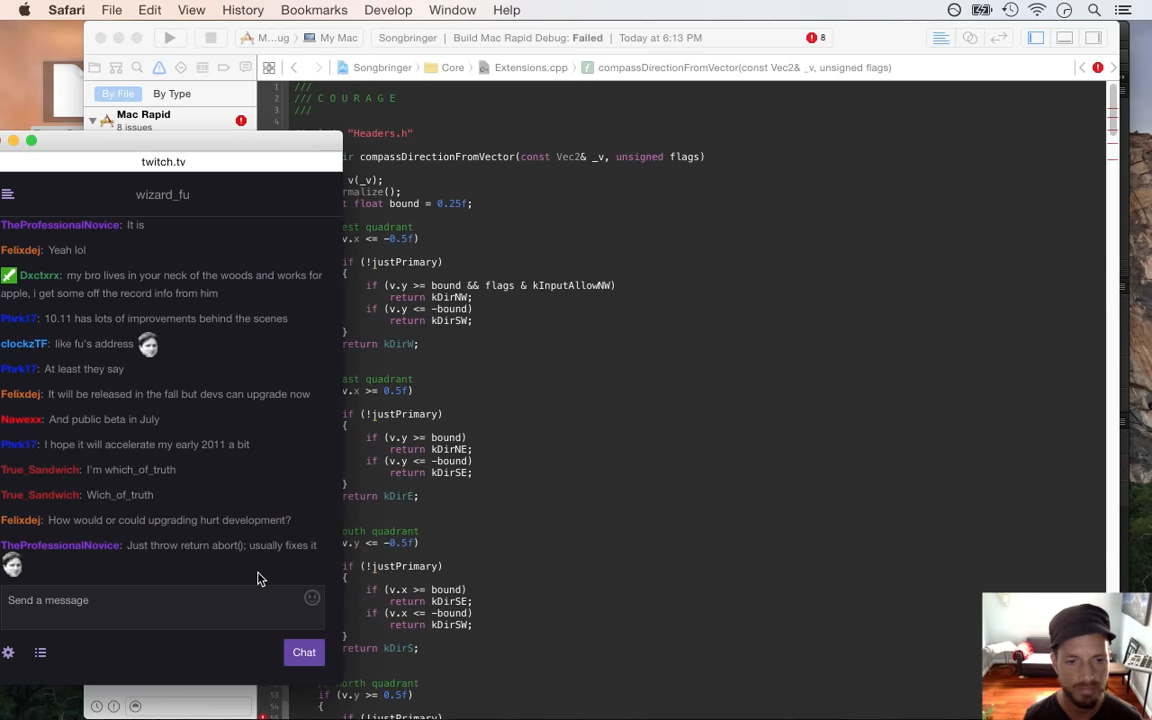 Safari File Edit View History Bookmarks Develop Window Help
M...ug My Mac Songbringer | Build Mac Rapid Debug: Failed | Today at 6:13 PM 8
Songbringer Core Extensions.cpp compassDirectionFromVector(const Vec2& _v, unsigned flags)
By File By Type
Mac Rapid
8 issues
twitch.tv
wizard_fu
TheProfessionalNovice: It is
Felixdej: Yeah lol
Dxctxrx: my bro lives in your neck of the woods and works for
apple, i get some off the record info from him
Phrk17: 10.11 has lots of improvements behind the scenes
clockzTF: like fu's address
Phrk17: At least they say
Felixdej: It will be released in the fall but devs can upgrade now
Nawexx: And public beta in July
Phrk17: I hope it will accelerate my early 2011 a bit
True_Sandwich: I'm which_of_truth
True_Sandwich: Wich_of_truth
Felixdej: How would or could upgrading hurt development?
TheProfessionalNovice: Just throw return abort(); usually fixes it
Send a message
Chat
1 ///
2 /// C O U R A G E
3 ///
4
"Headers.h"
ir compassDirectionFromVector(const Vec2& _v, unsigned flags)
v(_v);
rmalize();
t float bound = 0.25f;
est quadrant
v.x <= -0.5f)
if (!justPrimary)
{
if (v.y >= bound && flags & kInputAllowNW)
return kDirNW;
if (v.y <= -bound)
return kDirSW;
}
return kDirW;
ast quadrant
v.x >= 0.5f)
if (!justPrimary)
{
if (v.y >= bound)
return kDirNE;
if (v.y <= -bound)
return kDirSE;
}
return kDirE;
outh quadrant
v.y <= -0.5f)
if (!justPrimary)
{
if (v.x >= bound)
return kDirSE;
if (v.x <= -bound)
return kDirSW;
}
return kDirS;
// North quadrant
53 if (v.y >= 0.5f)
54 {
if (!justPrimary)